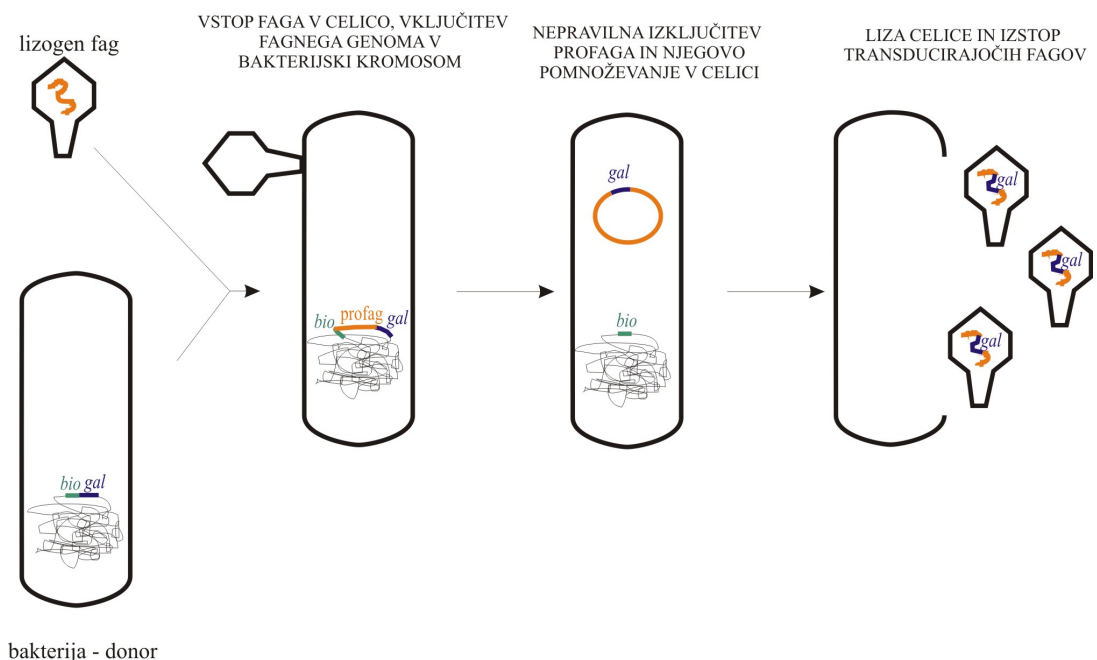 lizogen fag
VSTOP FAGA V CELICO, VKLJUČITEV
FAGNEGA GENOMA V
BAKTERIJSKI KROMOSOM
NEPRAVILNA IZKLJUČITEV
PROFAGA IN NJEGOVO
POMNOŽEVANJE V CELICI
LIZA CELICE IN IZSTOP
TRANSDUCIRAJOČIH FAGOV
bio gal
bakterija - donor
bio profag gal
gal
bio
gal
gal
gal